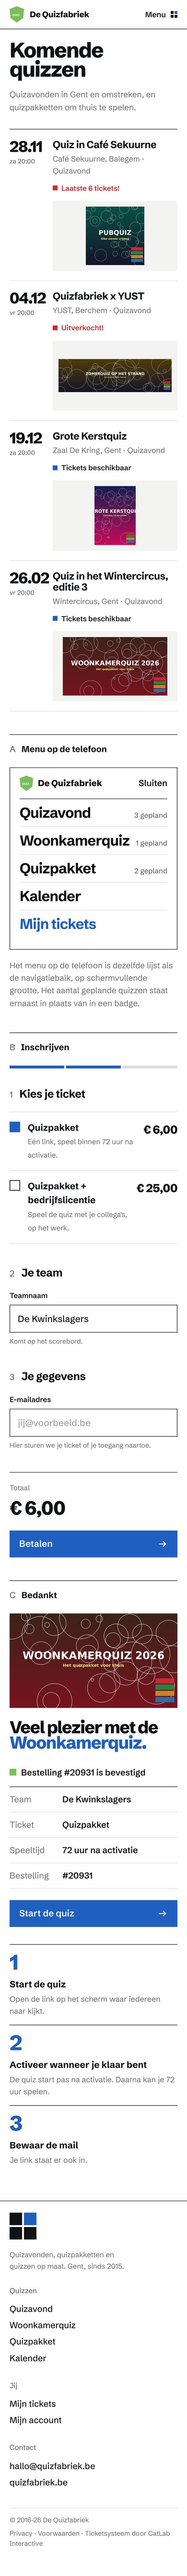 De Quizfabriek
Menu
Komende
quizzen
Quizavonden in Gent en omstreken, en
quizpakketten om thuis te spelen.
28.11
za 20:00
Quiz in Café Sekuurne
Café Sekuurne, Balegem ·
Quizavond
Laatste 6 tickets!
PUBQUIZ
04.12
vr 20:00
Quizfabriek x YUST
YUST, Berchem · Quizavond
Uitverkocht!
ZOMERQUIZ OP HET STRAND
19.12
za 20:00
Grote Kerstquiz
Zaal De Kring, Gent · Quizavond
Tickets beschikbaar
ROTE KERSTQUI
26.02
vr 20:00
Quiz in het Wintercircus,
editie 3
Wintercircus, Gent · Quizavond
Tickets beschikbaar
WOONKAMERQUIZ 2026
Het quizpakket voor thuis
A Menu op de telefoon
De Quizfabriek
Sluiten
Quizavond 3 gepland
Woonkamerquiz 1 gepland
Quizpakket 2 gepland
Kalender
Mijn tickets
Het menu op de telefoon is dezelfde lijst als
de navigatiebalk, op schermvullende
grootte. Het aantal geplande quizzen staat
ernaast in plaats van in een badge.
B Inschrijven
1 Kies je ticket
Quizpakket € 6,00
Eén link, speel binnen 72 uur na
activatie.
Quizpakket + € 25,00
bedrijfslicentie
Speel de quiz met je collega's,
op het werk.
2 Je team
Teamnaam
De Kwinkslagers
Komt op het scorebord.
3 Je gegevens
E-mailadres
jij@voorbeeld.be
Hier sturen we je ticket of je toegang naartoe.
Totaal
€ 6,00
Betalen →
C Bedankt
WOONKAMERQUIZ 2026
Het quizpakket voor thuis
Veel plezier met de
Woonkamerquiz.
Bestelling #20931 is bevestigd
Team De Kwinkslagers
Ticket Quizpakket
Speeltijd 72 uur na activatie
Bestelling #20931
Start de quiz →
1
Start de quiz
Open de link op het scherm waar iedereen
naar kijkt.
2
Activeer wanneer je klaar bent
De quiz start pas na activatie. Daarna kan je 72
uur spelen.
3
Bewaar de mail
Je link staat er ook in.
Quizavonden, quizpakketten en
quizzen op maat. Gent, sinds 2015.
Quizzen
Quizavond
Woonkamerquiz
Quizpakket
Kalender
Jij
Mijn tickets
Mijn account
Contact
hallo@quizfabriek.be
quizfabriek.be
© 2016-26 De Quizfabriek
Privacy · Voorwaarden · Ticketsysteem door CatLab
Interactive